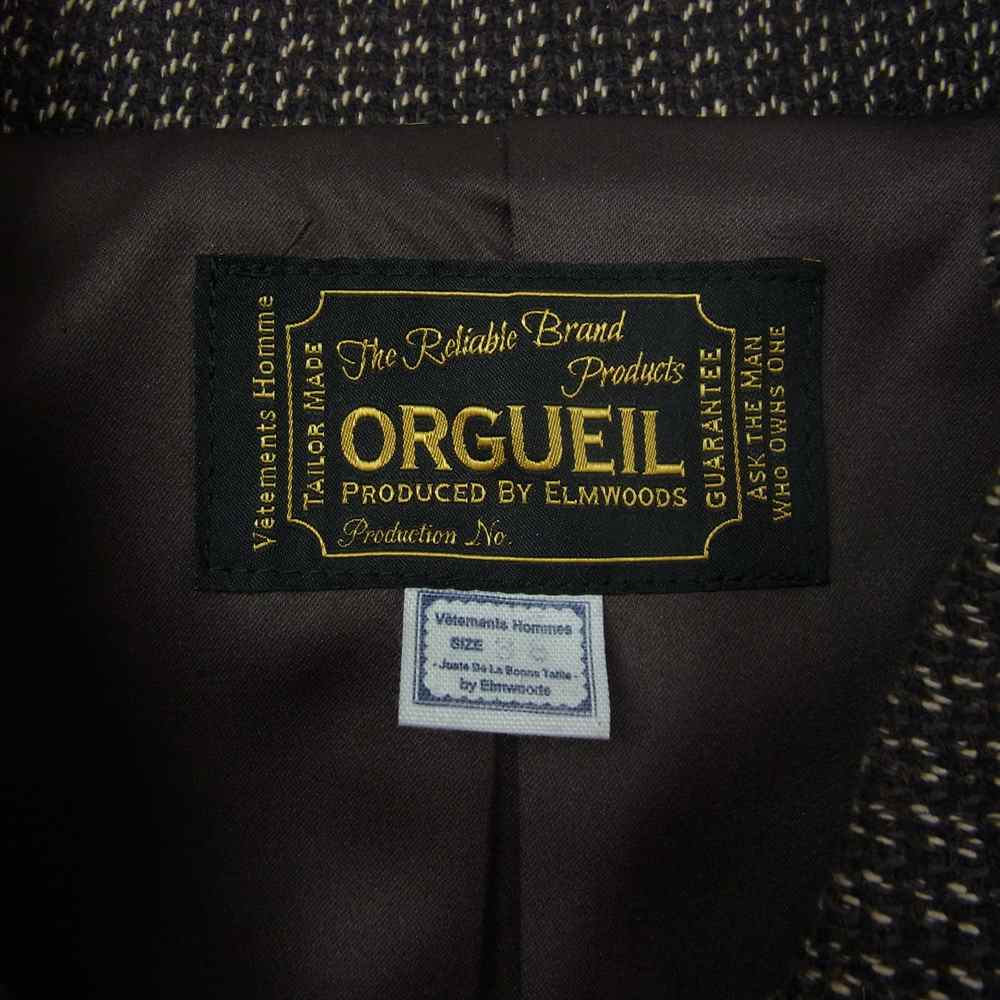 Vêtements Homme
TAILOR MADE
The Reliable Brand
Products
ORGUEIL
PRODUCED BY ELMWOODS
Production No.
GUARANTEE
ASK THE MAN
WHO OWNS ONE
Vêtements Hommes
SIZE
- Juste De La Bonne Taille -
by Elmwoods